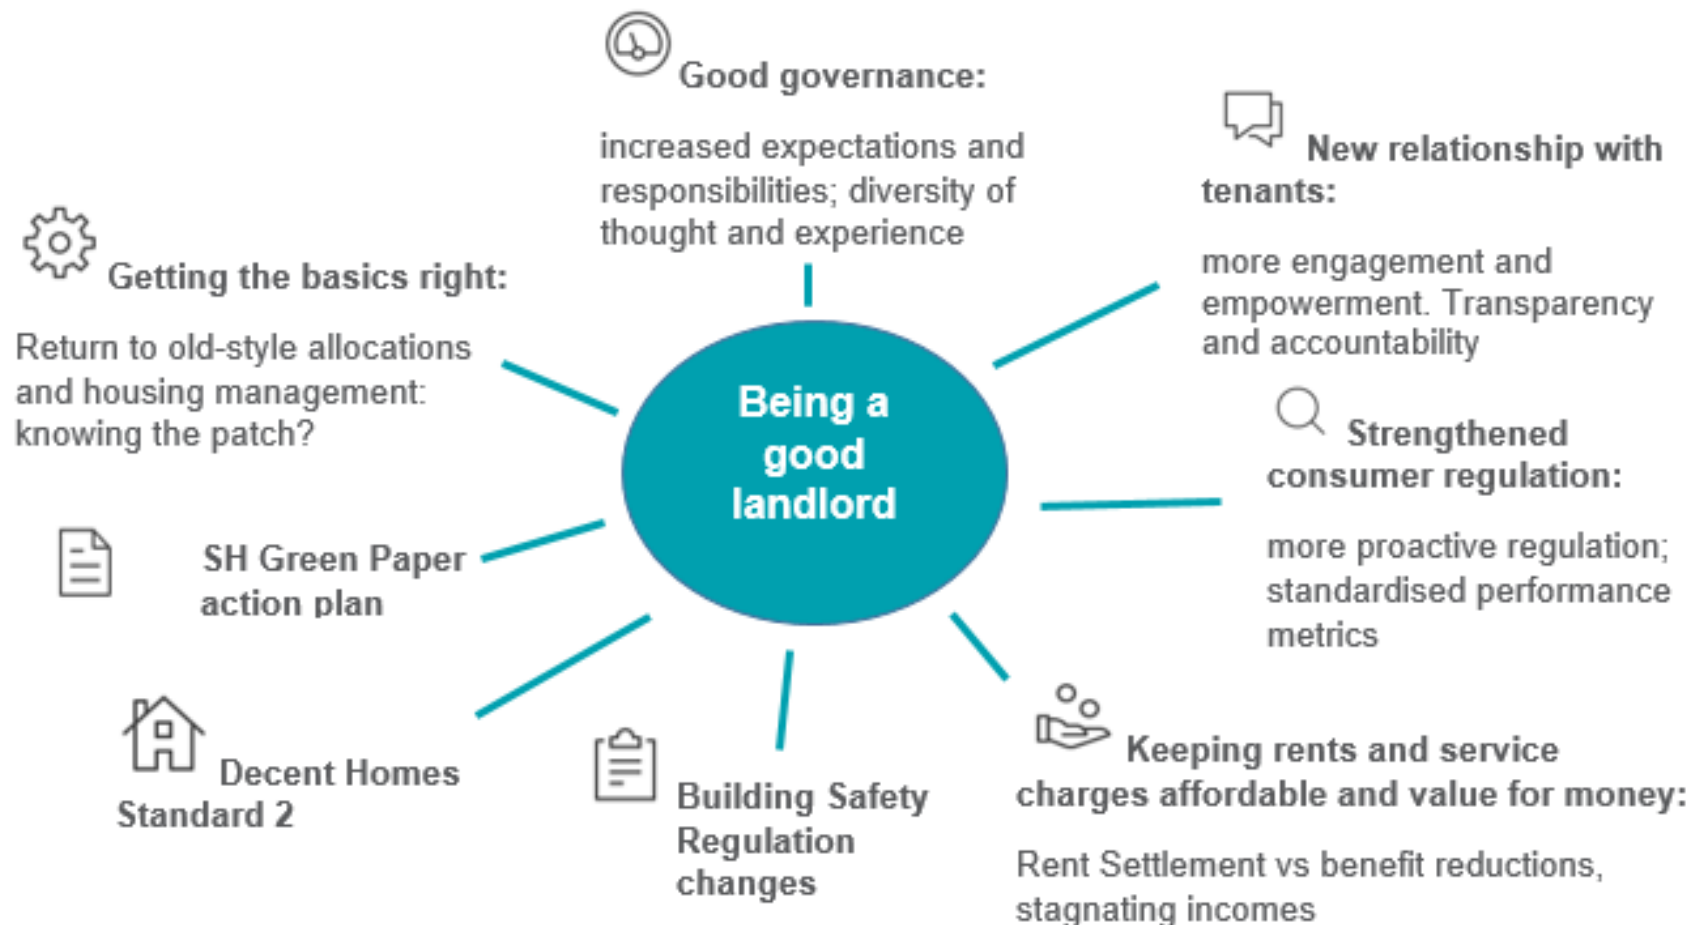 Good governance:
increased expectations and
responsibilities; diversity of
thought and experience
New relationship with
tenants:
more engagement and
empowerment. Transparency
and accountability
Getting the basics right:
Return to old-style allocations
and housing management:
knowing the patch?
Being a
good
landlord
Strengthened
consumer regulation:
more proactive regulation;
standardised performance
metrics
SH Green Paper
action plan
Decent Homes
Standard 2
Building Safety
Regulation
changes
Keeping rents and service
charges affordable and value for money:
Rent Settlement vs benefit reductions,
stagnating incomes